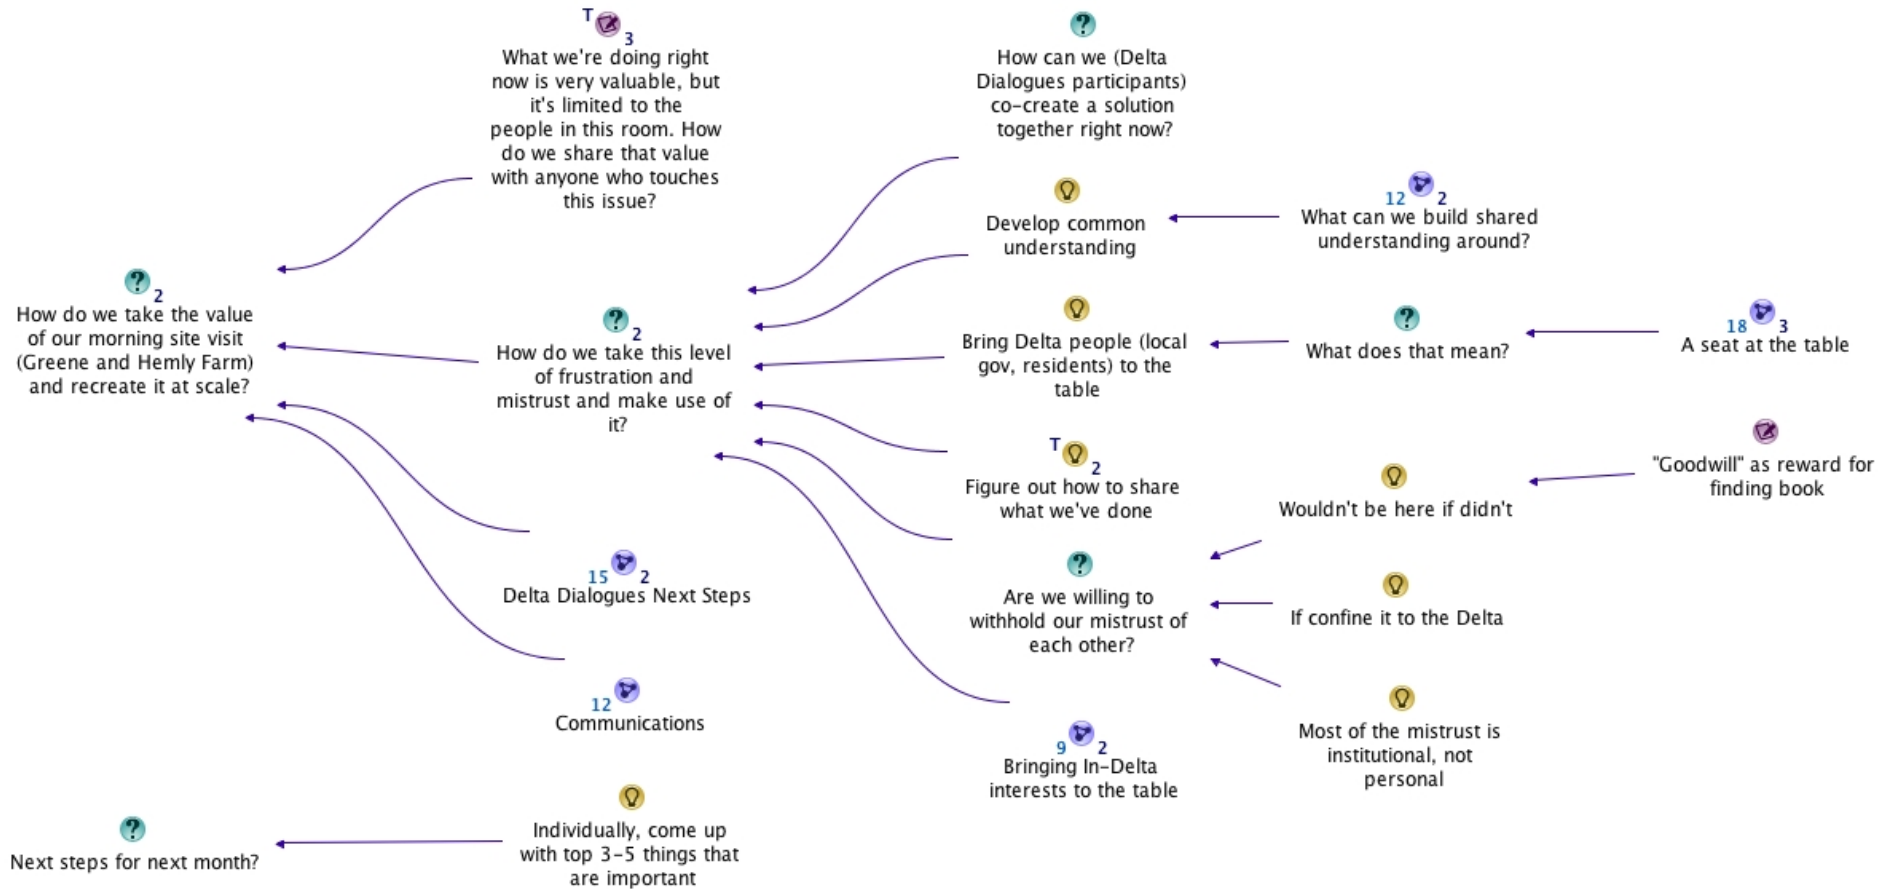 T
3
What we're doing right
now is very valuable, but
it's limited to the
people in this room. How
do we share that value
with anyone who touches
this issue?
How can we (Delta
Dialogues participants)
co-create a solution
together right now?
Develop common
understanding
12 2
What can we build shared
understanding around?
2
How do we take the value
of our morning site visit
(Greene and Hemly Farm)
and recreate it at scale?
2
How do we take this level
of frustration and
mistrust and make use of
it?
Bring Delta people (local
gov, residents) to the
table
What does that mean?
18 3
A seat at the table
T
2
Figure out how to share
what we've done
Wouldn't be here if didn't
"Goodwill" as reward for
finding book
15 2
Delta Dialogues Next Steps
Are we willing to
withhold our mistrust of
each other?
If confine it to the Delta
12
Communications
Most of the mistrust is
institutional, not
personal
9 2
Bringing In-Delta
interests to the table
Next steps for next month?
Individually, come up
with top 3-5 things that
are important